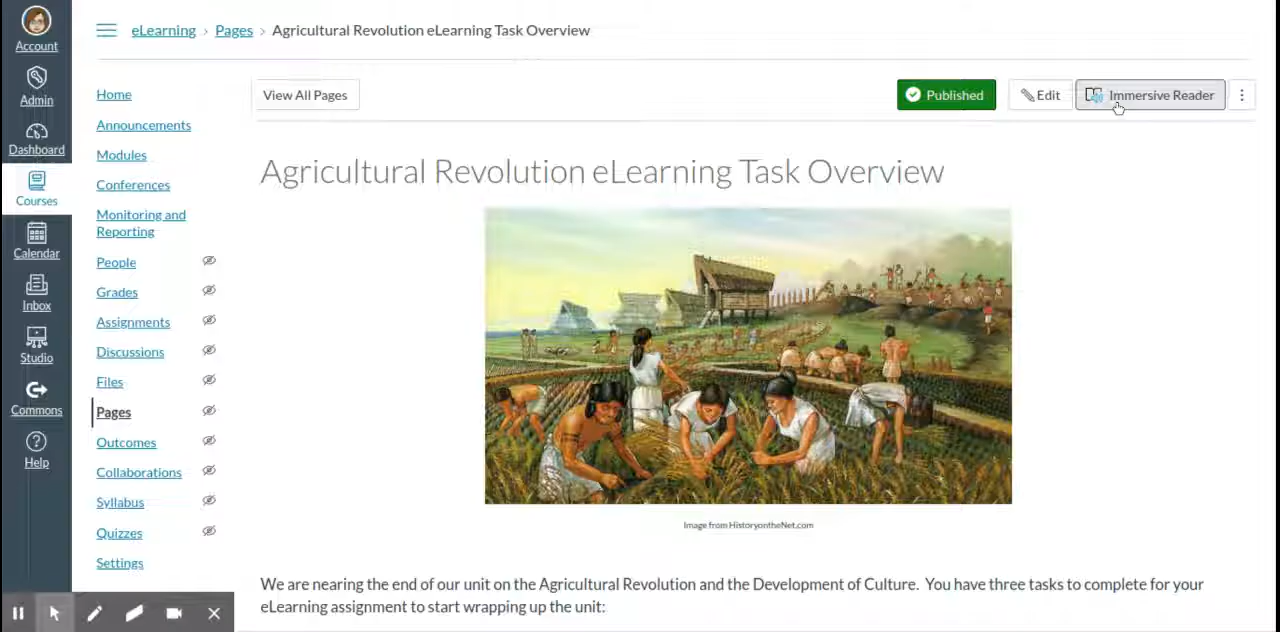 eLearning › Pages › Agricultural Revolution eLearning Task Overview
Account
Admin
Dashboard
Courses
Calendar
Inbox
Studio
Commons
Help
Home
Announcements
Modules
Conferences
Monitoring and
Reporting
People
Grades
Assignments
Discussions
Files
Pages
Outcomes
Collaborations
Syllabus
Quizzes
Settings
View All Pages
Published
Edit
Immersive Reader
Agricultural Revolution eLearning Task Overview
Image from HistoryontheNet.com
We are nearing the end of our unit on the Agricultural Revolution and the Development of Culture. You have three tasks to complete for your
eLearning assignment to start wrapping up the unit: